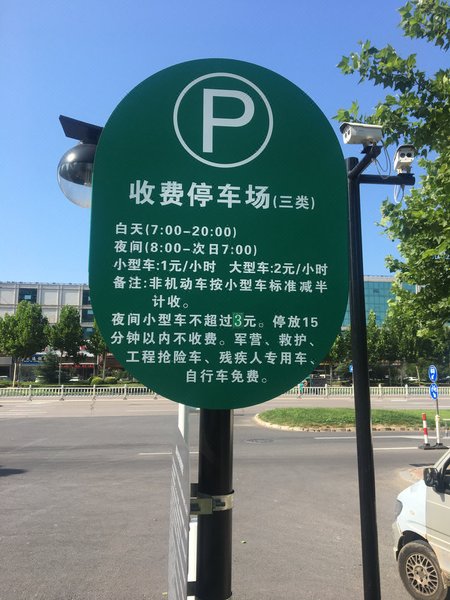 P
收费停车场(三类)
白天(7:00-20:00)
夜间(8:00-次日7:00)
小型车:1元/小时 大型车:2元/小时
备注:非机动车按小型车标准减半
计收。
夜间小型车不超过3元。停放15
分钟以内不收费。军营、救护、
工程抢险车、残疾人专用车、
自行车免费。